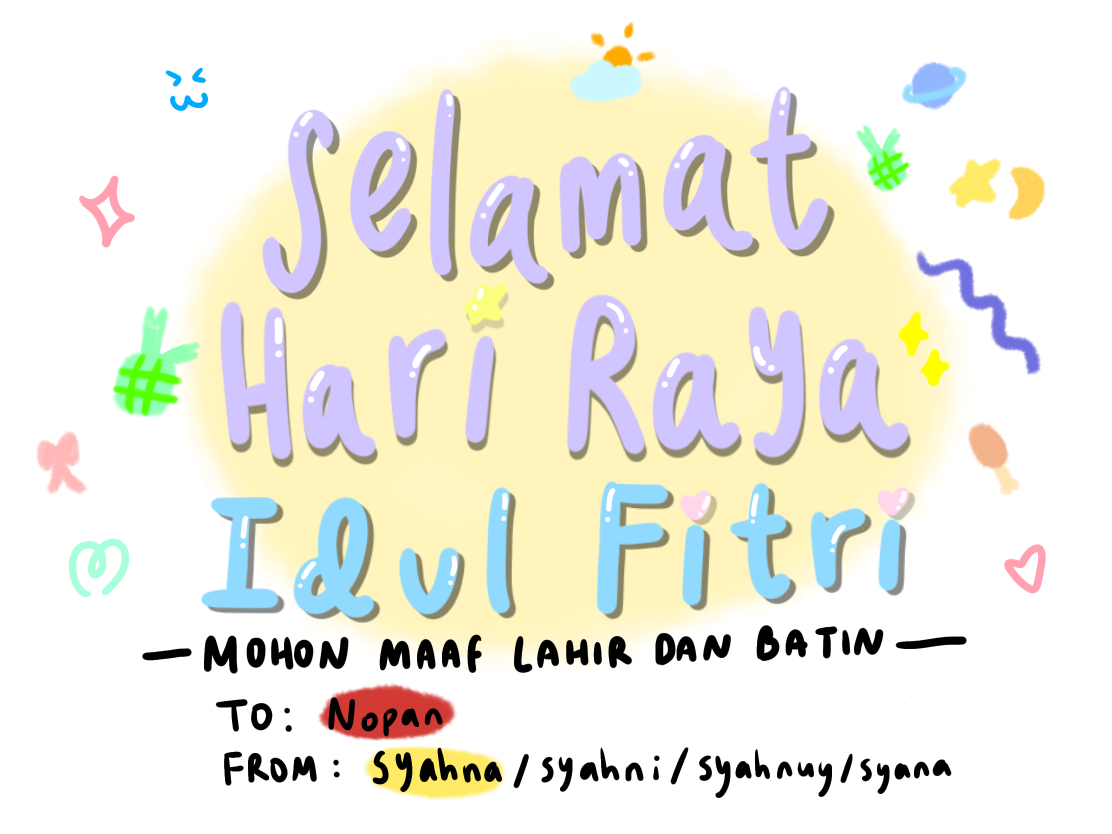 Selamat
Hari Raya
Idul Fitri
— MOHON MAAF LAHIR DAN BATIN —
TO: Nopan
FROM: syahna / syahni / syahnuy / syana